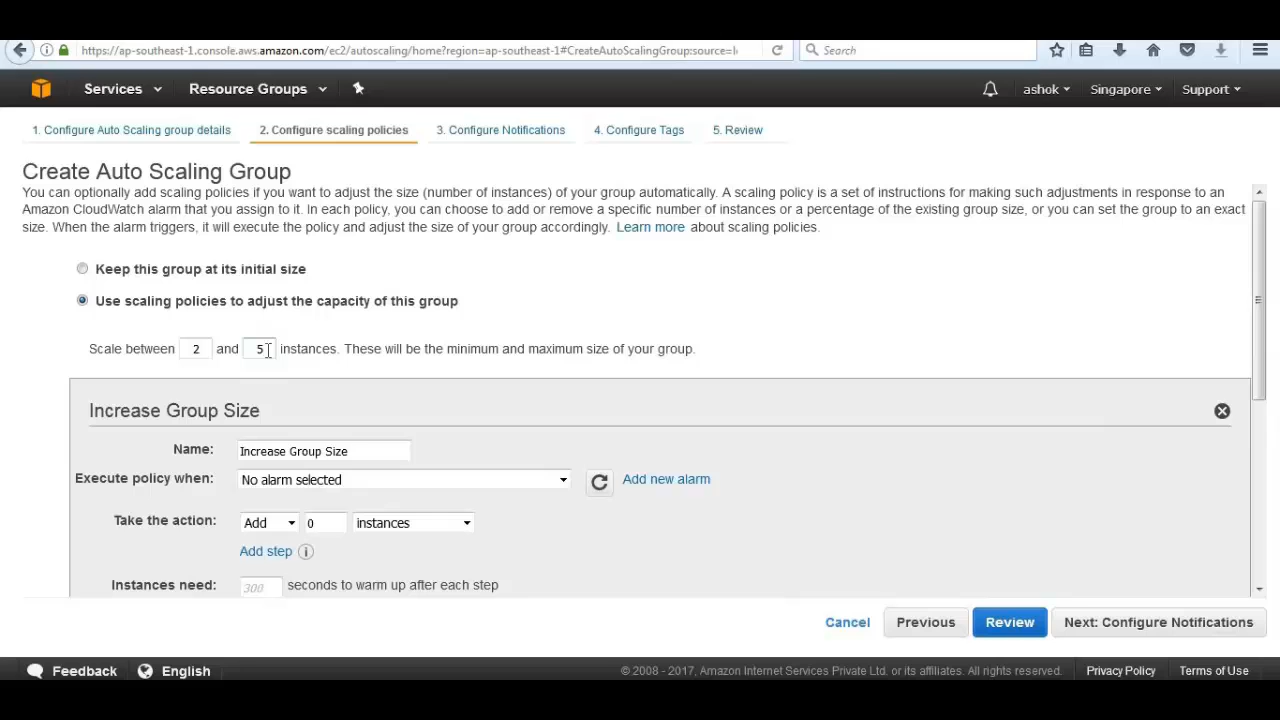 https://ap-southeast-1.console.aws.amazon.com/ec2/autoscaling/home?region=ap-southeast-1#CreateAutoScalingGroup:source=l
Search
Services
Resource Groups
ashok
Singapore
Support
1. Configure Auto Scaling group details
2. Configure scaling policies
3. Configure Notifications
4. Configure Tags
5. Review
Create Auto Scaling Group
You can optionally add scaling policies if you want to adjust the size (number of instances) of your group automatically. A scaling policy is a set of instructions for making such adjustments in response to an
Amazon CloudWatch alarm that you assign to it. In each policy, you can choose to add or remove a specific number of instances or a percentage of the existing group size, or you can set the group to an exact
size. When the alarm triggers, it will execute the policy and adjust the size of your group accordingly. Learn more about scaling policies.
Keep this group at its initial size
Use scaling policies to adjust the capacity of this group
Scale between 2 and 5 instances. These will be the minimum and maximum size of your group.
Increase Group Size
Name: Increase Group Size
Execute policy when: No alarm selected Add new alarm
Take the action: Add 0 instances
Add step
Instances need: 300 seconds to warm up after each step
Cancel
Previous
Review
Next: Configure Notifications
Feedback
English
© 2008 - 2017, Amazon Internet Services Private Ltd. or its affiliates. All rights reserved.
Privacy Policy
Terms of Use